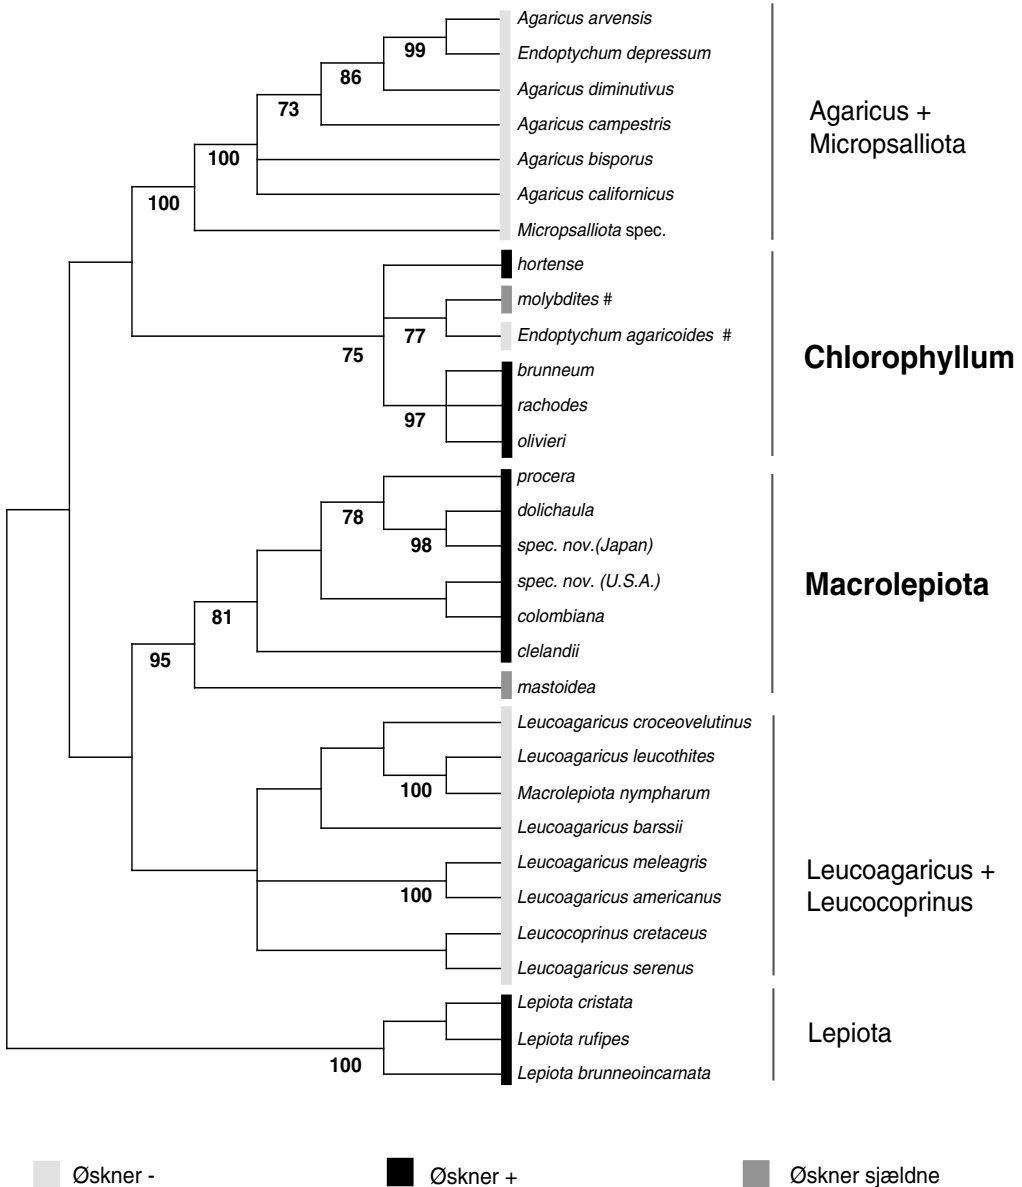 Agaricus arvensis
99
Endoptychum depressum
86
Agaricus diminutivus
73
Agaricus campestris
100
Agaricus bisporus
Agaricus californicus
100
Micropsalliota spec.
Agaricus +
Micropsalliota
hortense
molybdites #
77
Endoptychum agaricoides #
75
brunneum
rachodes
97
olivieri
Chlorophyllum
procera
78
dolichaula
98
spec. nov.(Japan)
spec. nov. (U.S.A.)
81
colombiana
clelandii
95
mastoidea
Macrolepiota
Leucoagaricus croceovelutinus
Leucoagaricus leucothites
100
Macrolepiota nympharum
Leucoagaricus barssii
Leucoagaricus meleagris
100
Leucoagaricus americanus
Leucocoprinus cretaceus
Leucoagaricus serenus
Leucoagaricus +
Leucocoprinus
Lepiota cristata
Lepiota rufipes
100
Lepiota brunneoincarnata
Lepiota
Øskner -
Øskner +
Øskner sjældne